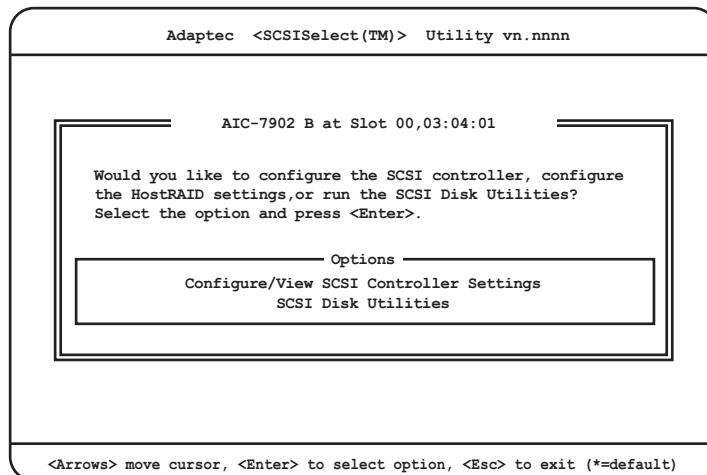 Adaptec <SCSISelect(TM)> Utility vn.nnnn
AIC-7902 B at Slot 00,03:04:01
Would you like to configure the SCSI controller, configure
the HostRAID settings,or run the SCSI Disk Utilities?
Select the option and press <Enter>.
Options
Configure/View SCSI Controller Settings
SCSI Disk Utilities
<Arrows> move cursor, <Enter> to select option, <Esc> to exit (*=default)